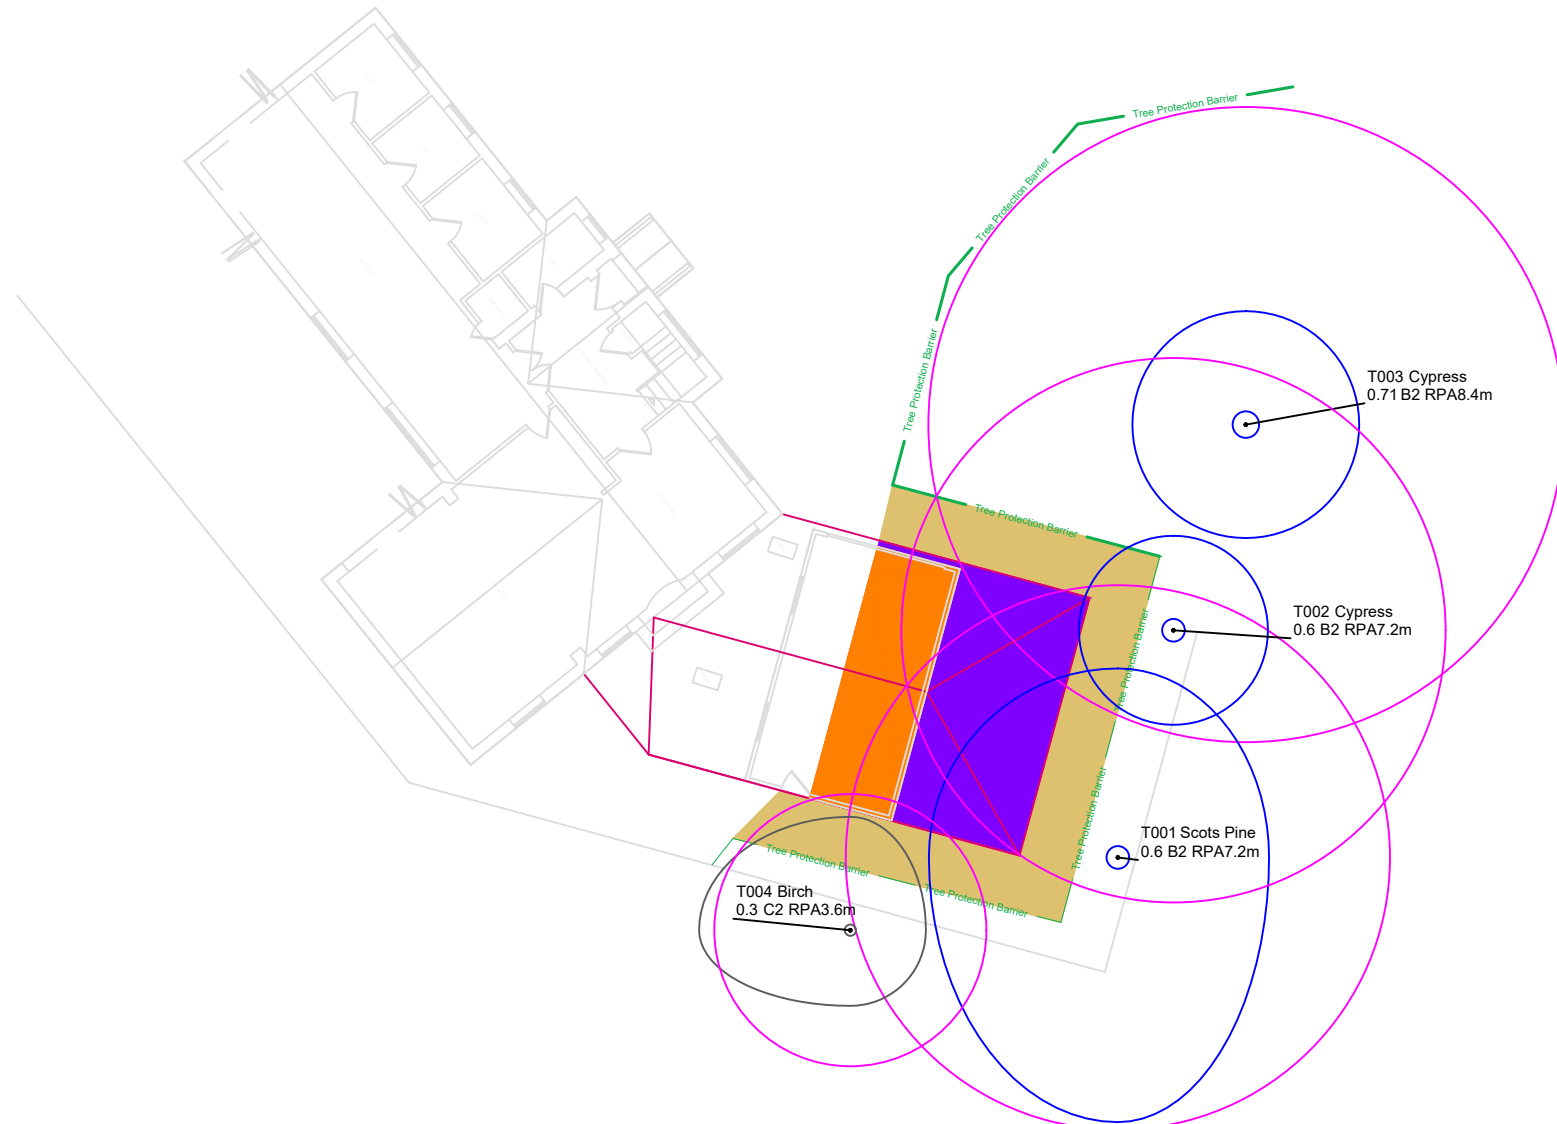 Tree Protection Barrier
Tree Protection Barrier
Tree Protection Barrier
T003 Cypress
0.71 B2 RPA8.4m
Tree Protection Barrier
T002 Cypress
0.6 B2 RPA7.2m
Tree Protection Barrier
Tree Protection Barrier
T001 Scots Pine
0.6 B2 RPA7.2m
Tree Protection Barrier
Tree Protection Barrier
T004 Birch
0.3 C2 RPA3.6m